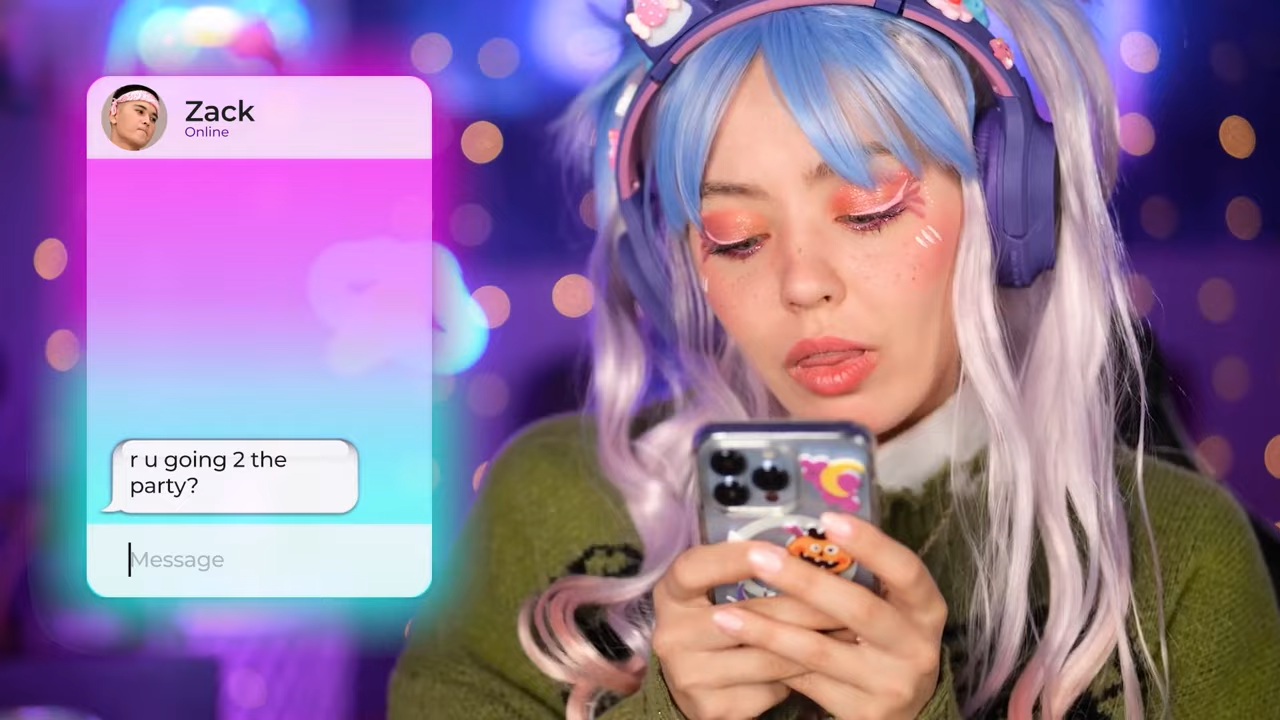 Zack
Online
r u going 2 the
party?
Message